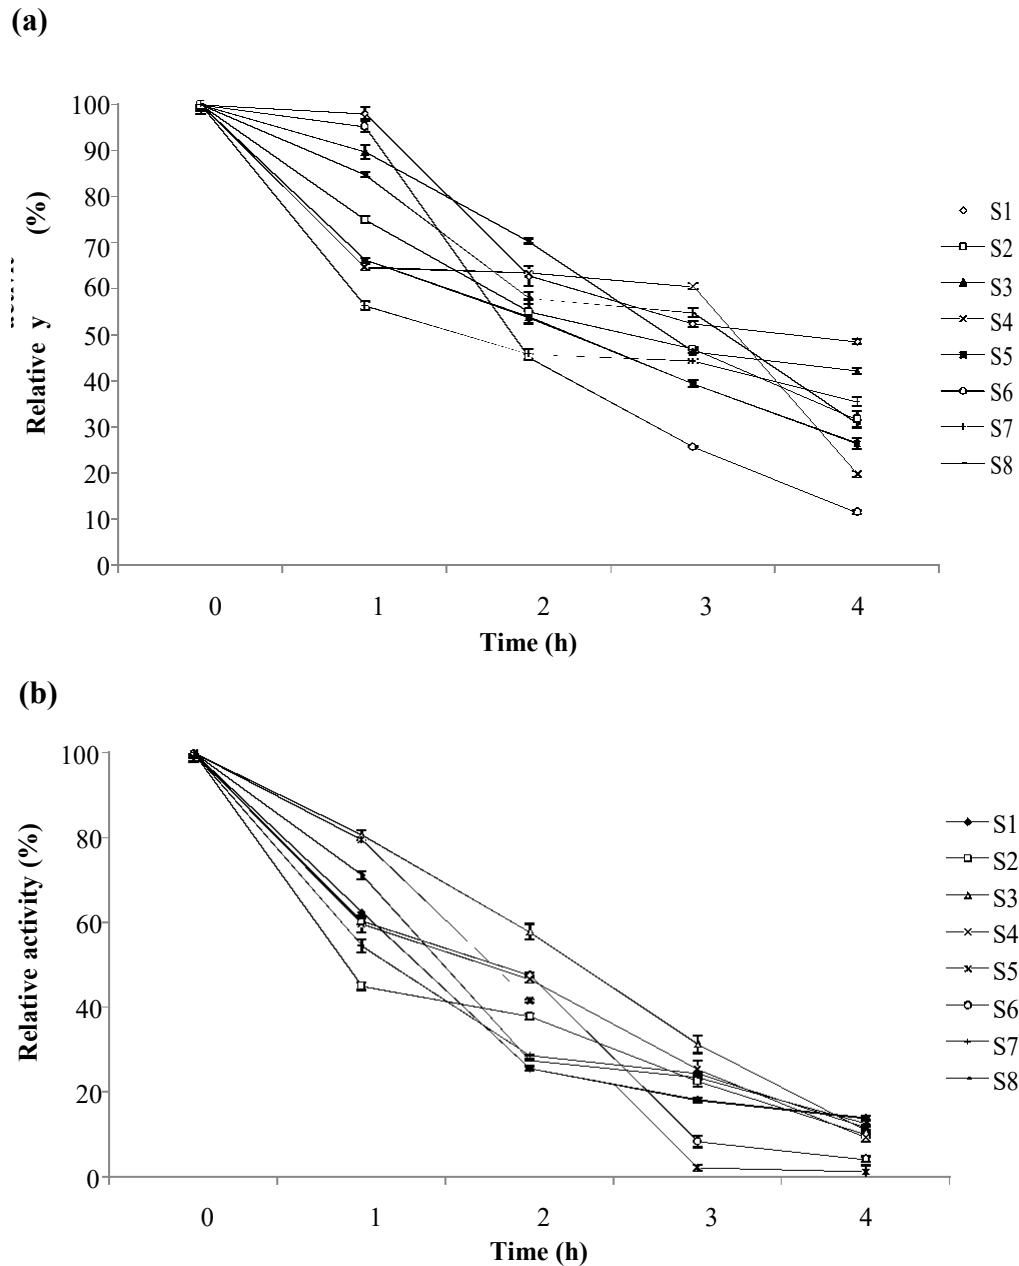 (a)
100
90
80
70
60
50
40
30
20
10
0
Relative y (%)
0 1 2 3 4
Time (h)
S1
S2
S3
S4
S5
S6
S7
S8
(b)
100
80
60
40
20
0
Relative activity (%)
0 1 2 3 4
Time (h)
S1
S2
S3
S4
S5
S6
S7
S8